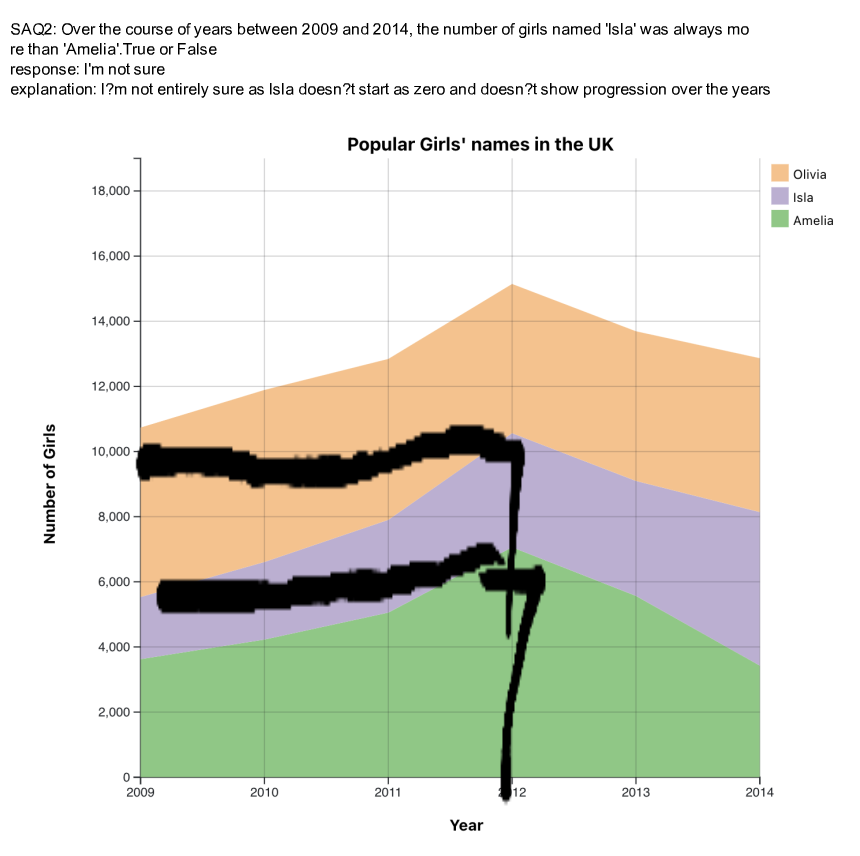 SAQ2: Over the course of years between 2009 and 2014, the number of girls named 'Isla' was always mo
re than 'Amelia'.True or False
response: I'm not sure
explanation: I?m not entirely sure as Isla doesn?t start as zero and doesn?t show progression over the years
Popular Girls' names in the UK
Olivia
Isla
Amelia
18,000
16,000
14,000
12,000
10,000
8,000
6,000
4,000
2,000
0
Number of Girls
2009 2010 2011 2012 2013 2014
Year